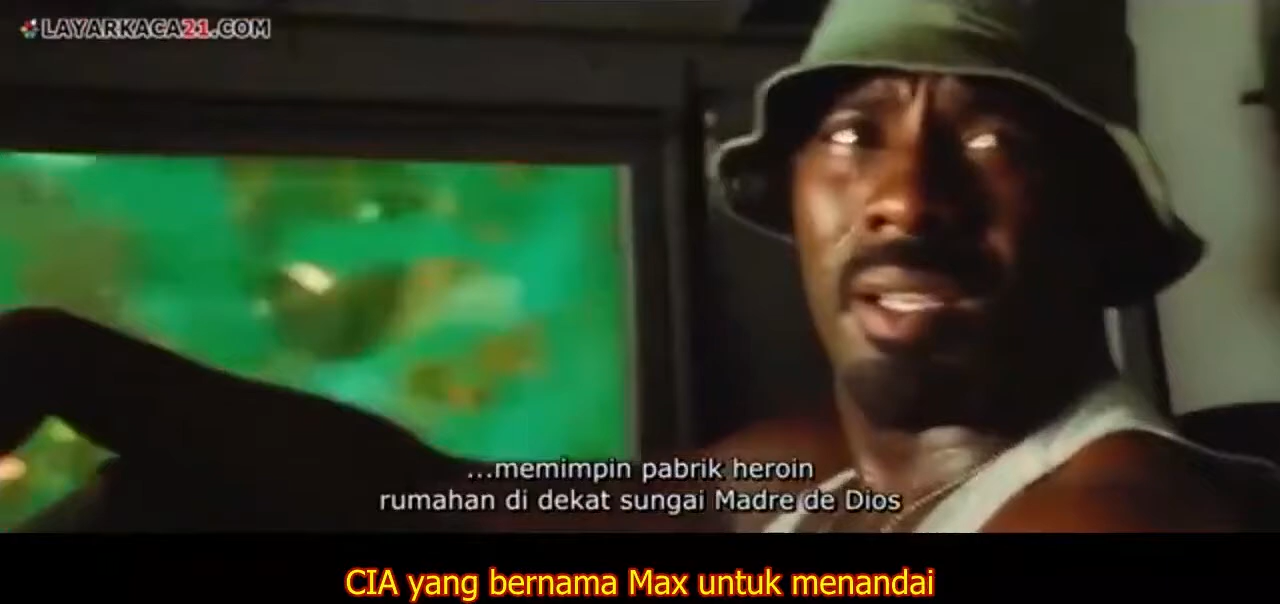 LAYARKACA21.COM
...memimpin pabrik heroin
rumahan di dekat sungai Madre de Dios
CIA yang bernama Max untuk menandai